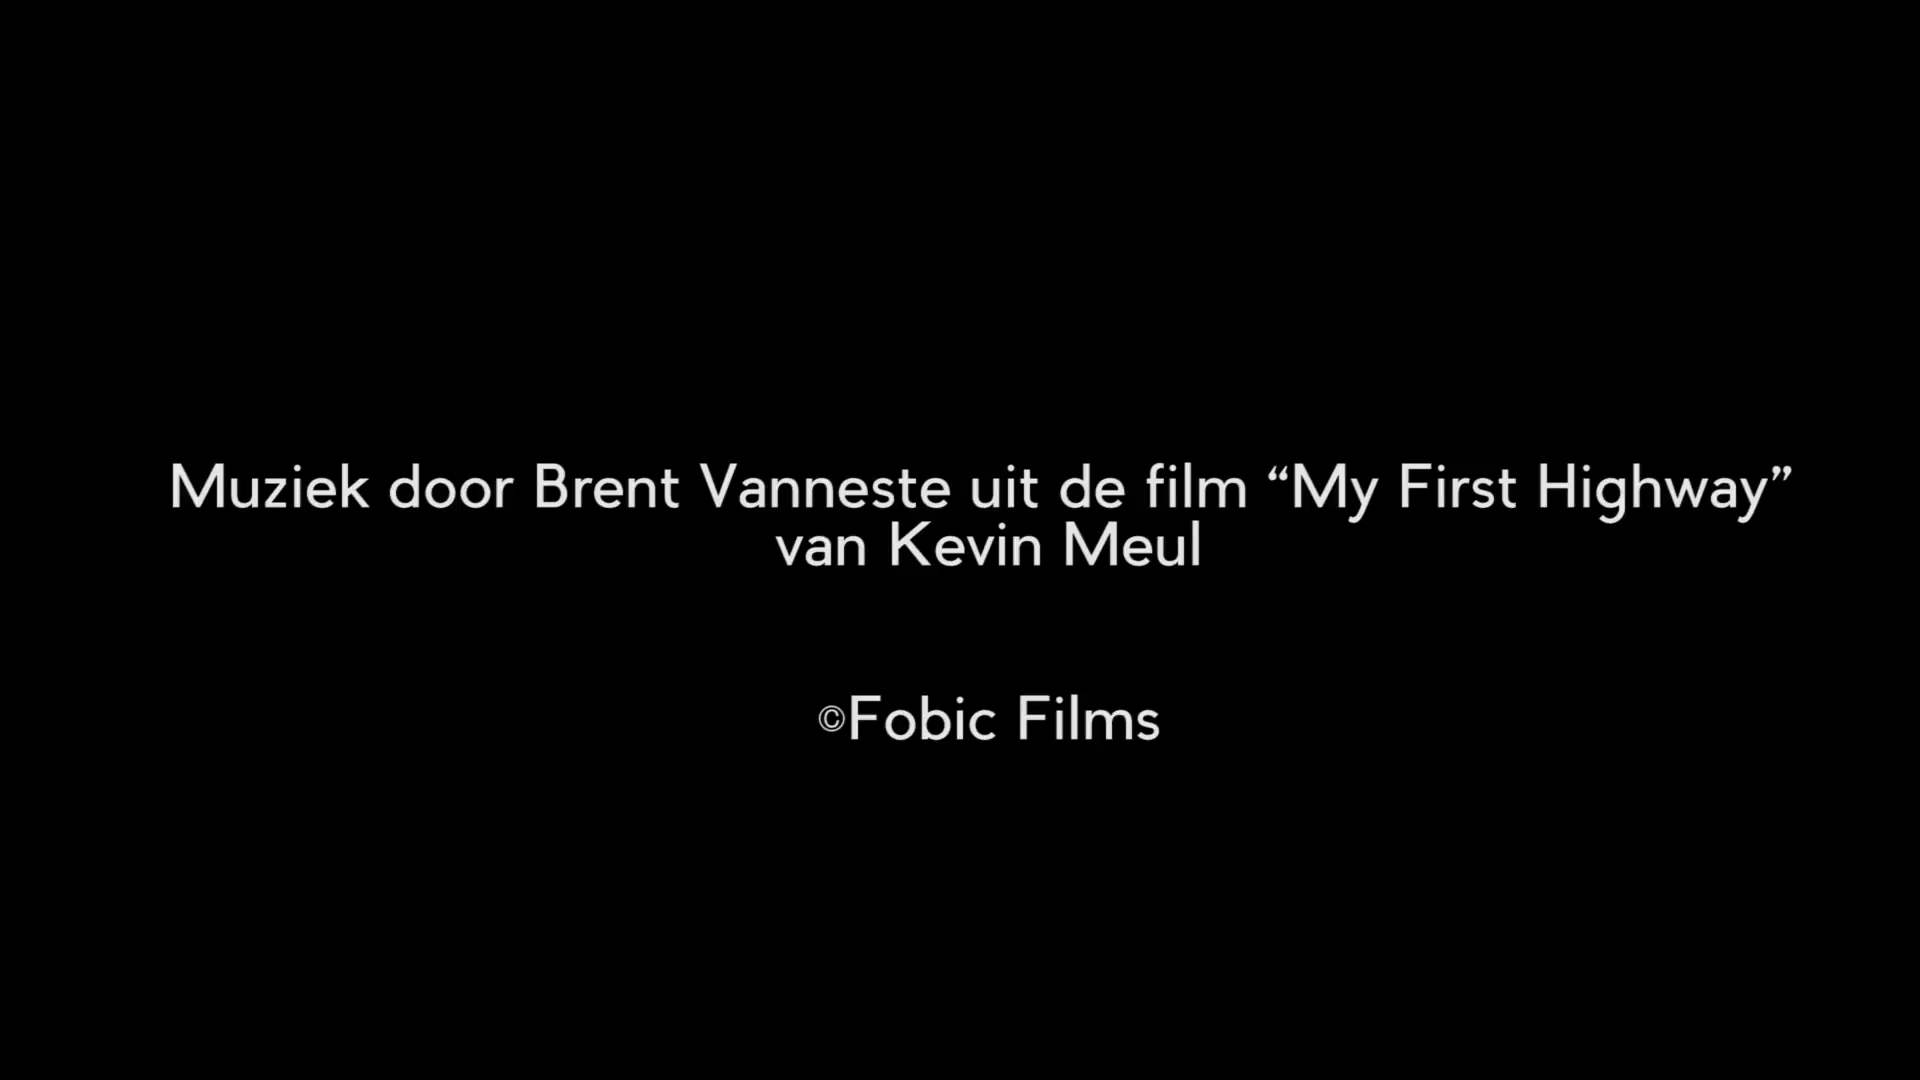 Muziek door Brent Vanneste uit de film “My First Highway”
van Kevin Meul
©Fobic Films